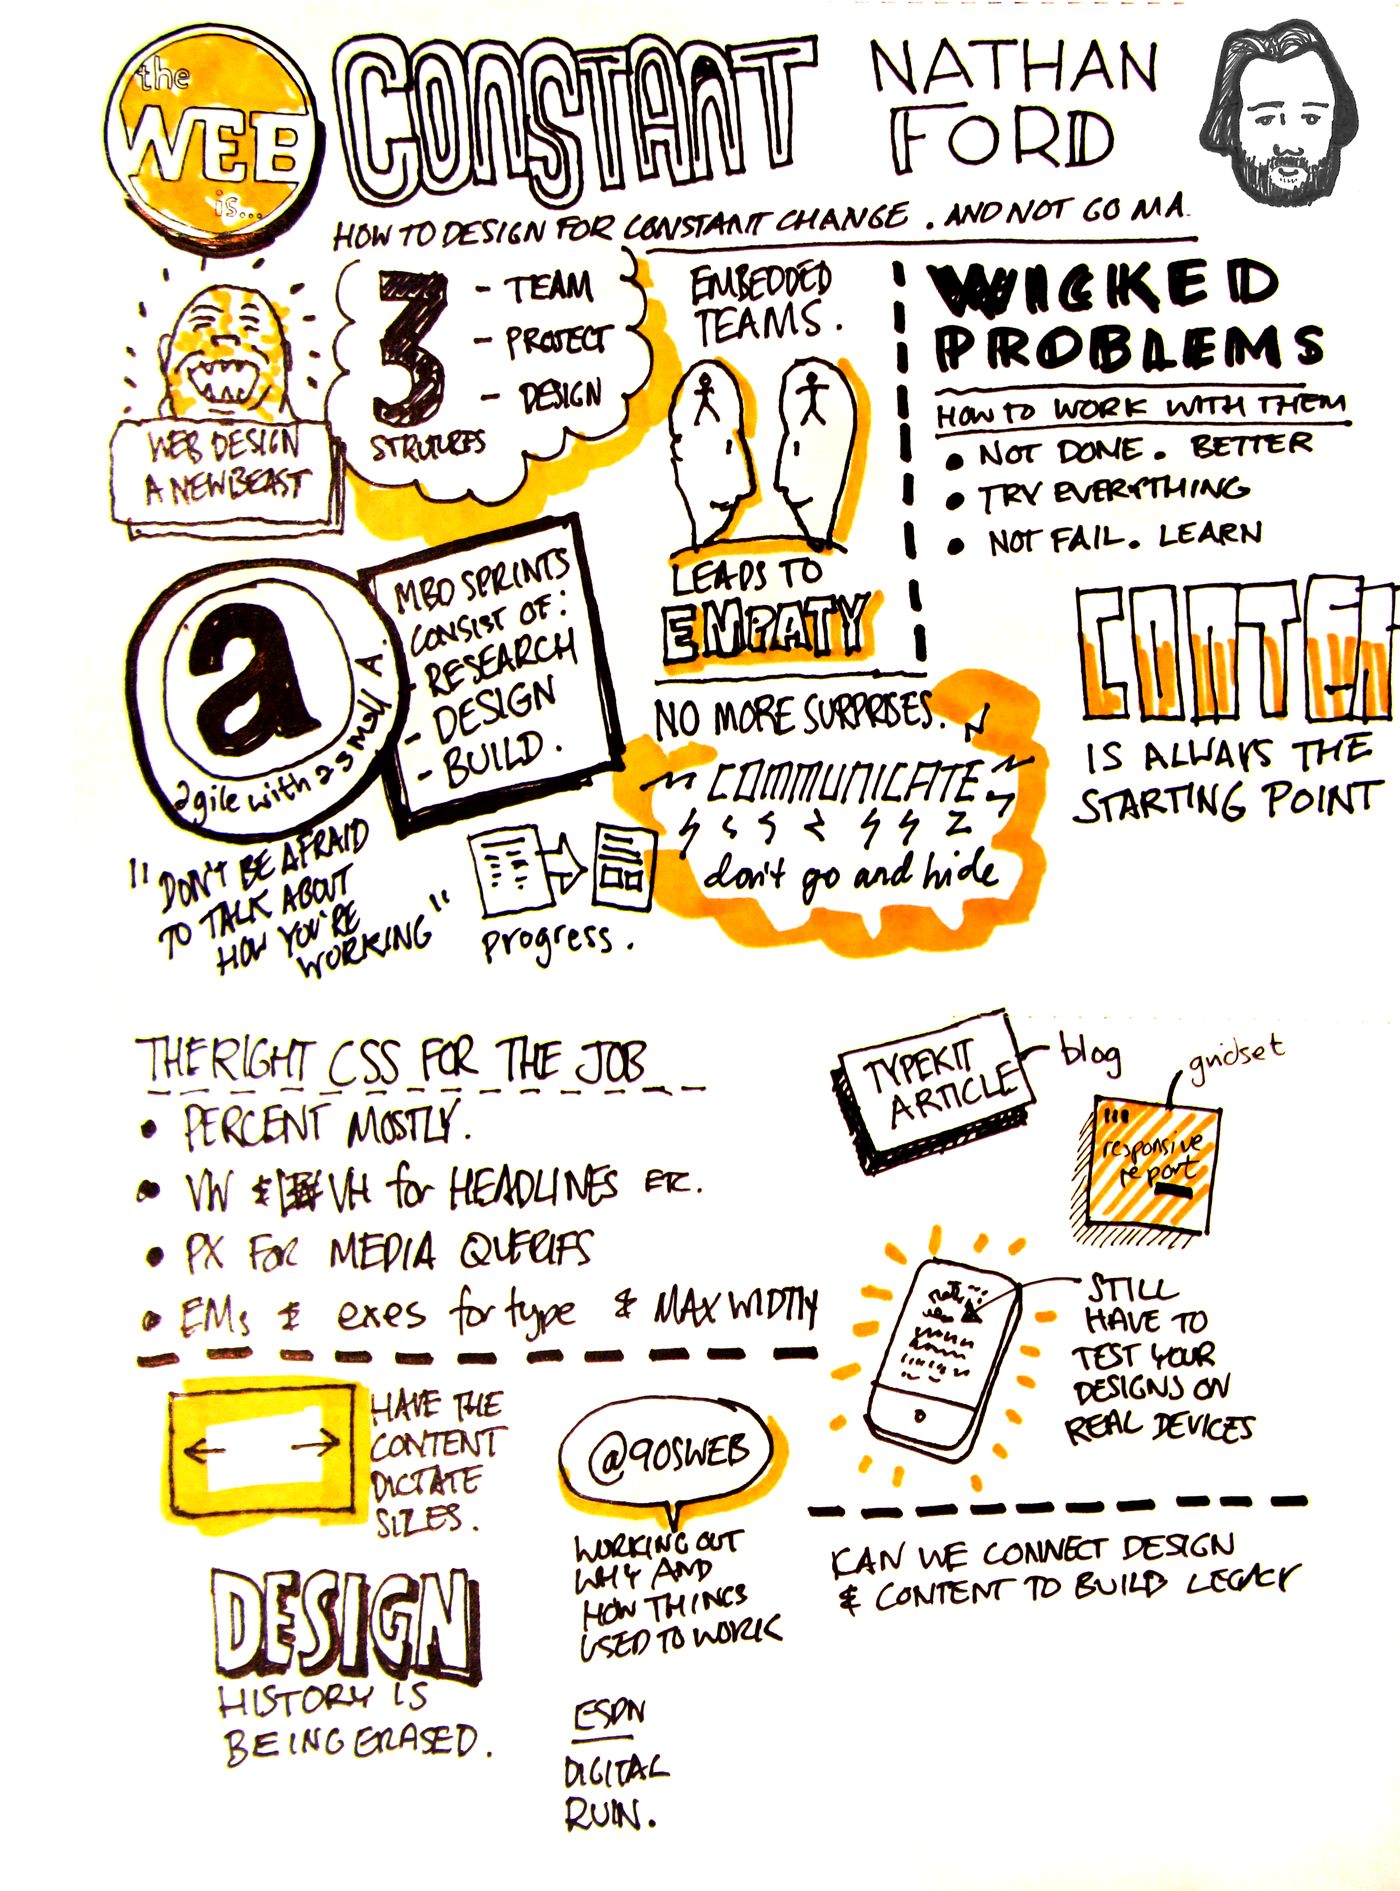 the
WEB
is...
CONSTANT
NATHAN
FORD
HOW TO DESIGN FOR CONSTANT CHANGE. AND NOT GO MA
WEB DESIGN
A NEW BEAST
3
- TEAM
- PROJECT
- DESIGN
STRUTURES
EMBEDDED
TEAMS.
LEADS TO
EMPATY
WICKED
PROBLEMS
HOW TO WORK WITH THEM
• NOT DONE. BETTER
• TRY EVERYTHING
• NOT FAIL. LEARN
a
agile with a small A.
MBO SPRINTS
CONSIST OF:
- RESEARCH
- DESIGN
- BUILD.
"DON'T BE AFRAID
TO TALK ABOUT
HOW YOU'RE
WORKING"
progress.
NO MORE SURPRISES.
COMMUNICATE
don't go and hide
CONTEN
IS ALWAYS THE
STARTING POINT
THE RIGHT CSS FOR THE JOB
• PERCENT MOSTLY.
• VW & VH for HEADLINES ETC.
• PX FOR MEDIA QUERIES
• EMs & exes for type & MAX WIDTH
TYPEKIT
ARTICLE
blog
gridset
responsive
report
STILL
HAVE TO
TEST YOUR
DESIGNS ON
REAL DEVICES
HAVE THE
CONTENT
DICTATE
SIZES.
@90SWEB
WORKING OUT
WHY AND
HOW THINGS
USED TO WORK
CAN WE CONNECT DESIGN
& CONTENT TO BUILD LEGACY
DESIGN
HISTORY IS
BEING ERASED.
ESPN
DIGITAL
RUIN.